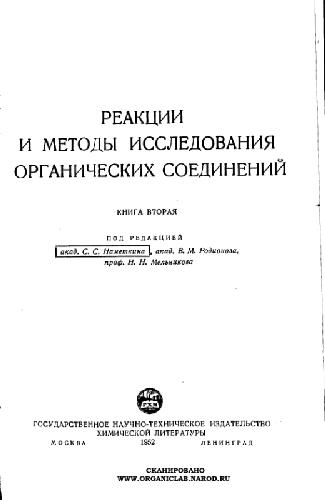 РЕАКЦИИ
И МЕТОДЫ ИССЛЕДОВАНИЯ
ОРГАНИЧЕСКИХ СОЕДИНЕНИЙ
КНИГА ВТОРАЯ
ПОД РЕДАКЦИЕЙ
акад. С. С. Наметкина, акад. В. М. Родионова,
проф. Н. Н. Мельникова
ГОСУДАРСТВЕННОЕ НАУЧНО-ТЕХНИЧЕСКОЕ ИЗДАТЕЛЬСТВО
ХИМИЧЕСКОЙ ЛИТЕРАТУРЫ
МОСКВА 1952 ЛЕНИНГРАД
СКАНИРОВАНО
WWW.ORGANICLAB.NAROD.RU